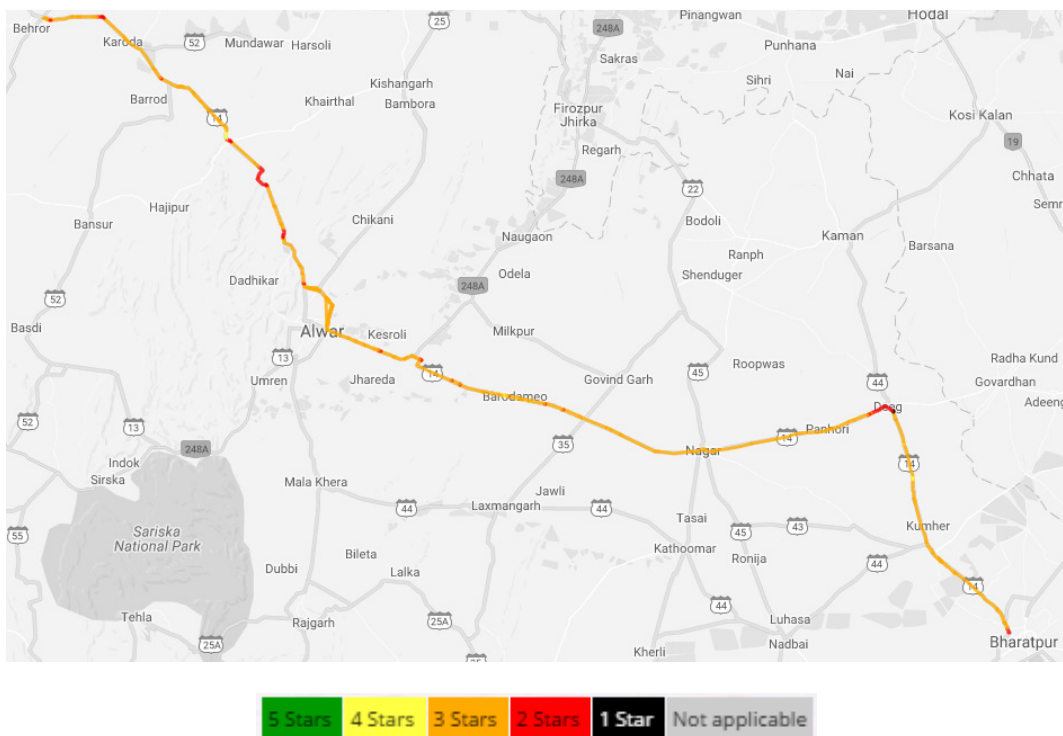 Hodal
Pinangwan
25
248A
Behror
Karoda
52
Mundawar
Harsoli
Punhana
Sakras
Sihri
Nai
Kishangarh
Barrod
Khairthal
Bambora
Firozpur
Jhirka
Kosi Kalan
14
Regarh
19
Chhata
248A
22
Semr
Hajipur
Bansur
Chikani
Bodoli
Kaman
Naugaon
Barsana
Ranph
Dadhikar
Odela
Shenduger
248A
52
Basdi
Alwar
Kesroli
Milkpur
13
Roopwas
Radha Kund
Umren
Jhareda
14
Govind Garh
45
44
Govardhan
Barodameo
Deeg
Adeeng
52
13
35
Panhori
14
248A
Nagar
Indok
14
Sirska
Mala Khera
Jawli
44
Laxmangarh
44
Tasai
43
Kumher
55
Sariska
National Park
45
Kathoomar
Ronija
Bileta
44
Dubbi
Lalka
14
44
Tehla
Rajgarh
25A
Luhasa
25A
Nadbai
Bharatpur
Kherli
35
5 Stars
4 Stars
3 Stars
2 Stars
1 Star
Not applicable